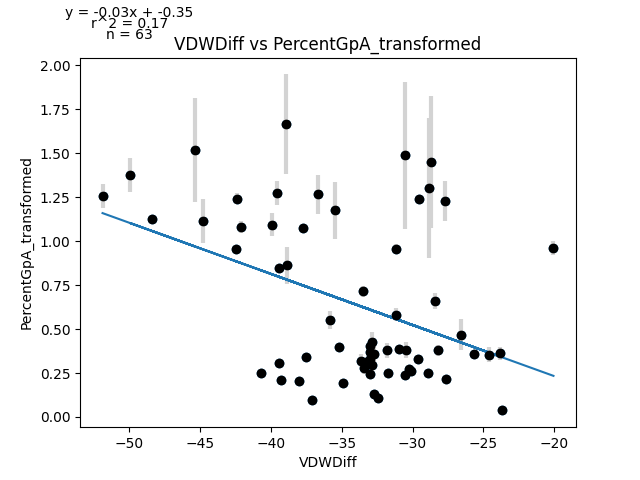 y = -0.03x + -0.35
r^2 = 0.17
n = 63
VDWDiff vs PercentGpA_transformed
2.00
1.75
1.50
1.25
1.00
0.75
0.50
0.25
0.00
PercentGpA_transformed
−50
−45
−40
−35
−30
−25
−20
VDWDiff